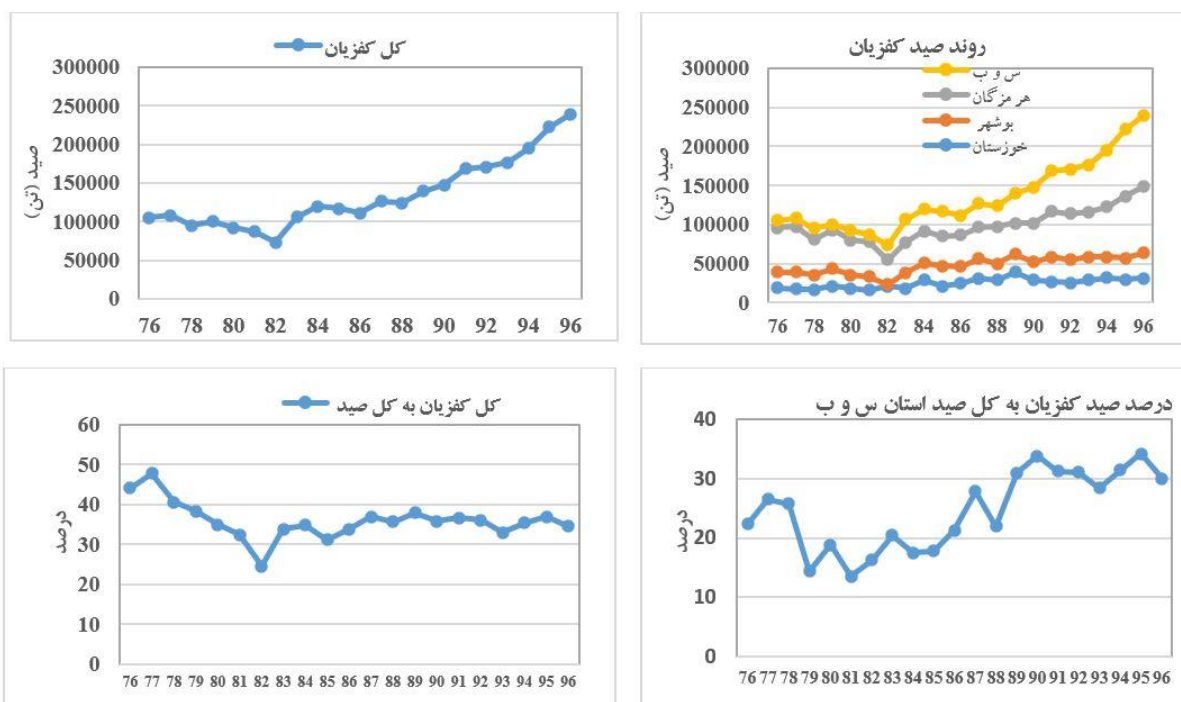 کل کفزیان
300000
250000
200000
150000
100000
50000
0
صید (تن)
76 78 80 82 84 86 88 90 92 94 96
روند صید کفزیان
س و ب
هرمزگان
بوشهر
خوزستان
300000
250000
200000
150000
100000
50000
0
صید (تن)
76 78 80 82 84 86 88 90 92 94 96
کل کفزیان به کل صید
60
50
40
30
20
10
0
درصد
76 77 78 79 80 81 82 83 84 85 86 87 88 89 90 91 92 93 94 95 96
درصد صید کفزیان به کل صید استان س و ب
40
30
20
10
0
درصد
76 77 78 79 80 81 82 83 84 85 86 87 88 89 90 91 92 93 94 95 96